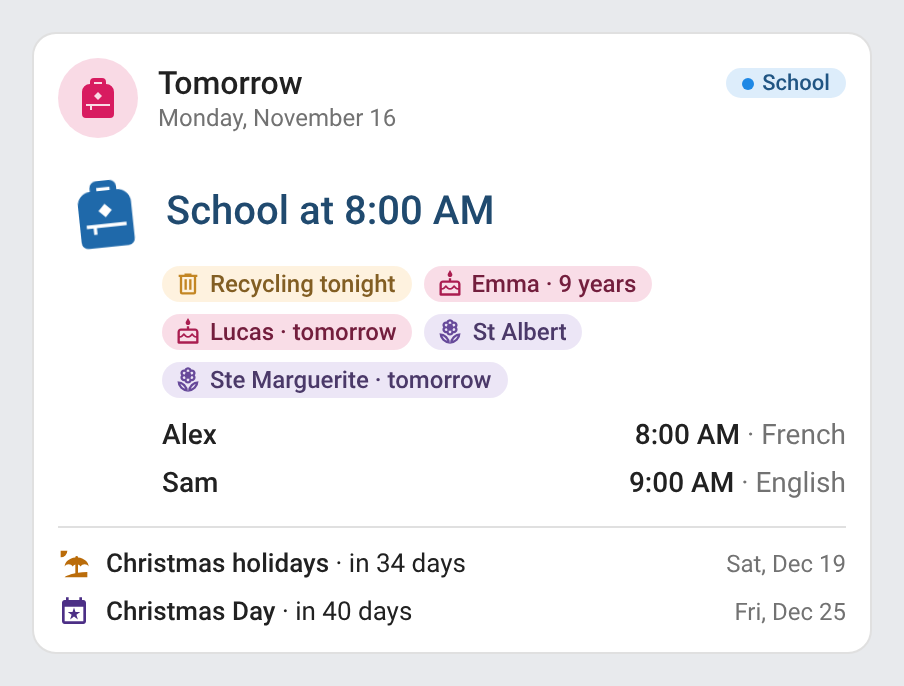 Tomorrow
School
Monday, November 16
School at 8:00 AM
Recycling tonight
Emma · 9 years
Lucas · tomorrow
St Albert
Ste Marguerite · tomorrow
Alex 8:00 AM · French
Sam 9:00 AM · English
Christmas holidays · in 34 days Sat, Dec 19
Christmas Day · in 40 days Fri, Dec 25